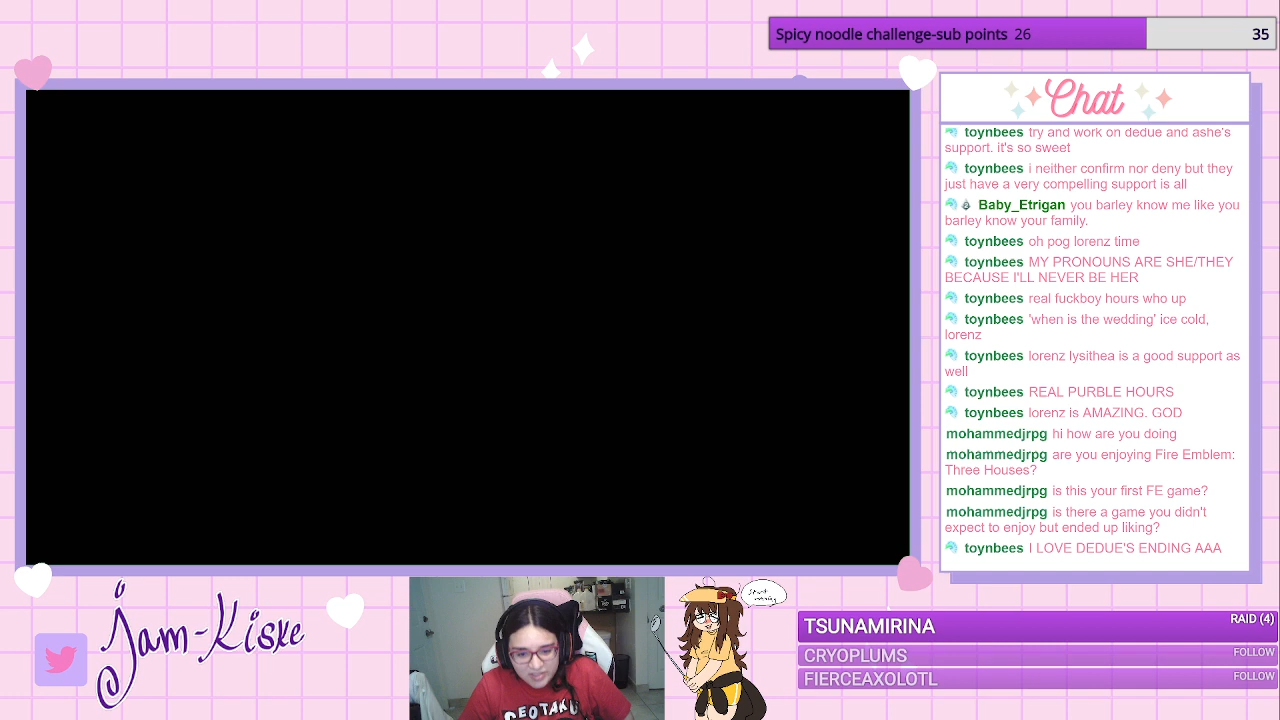 Spicy noodle challenge-sub points 26
35
Chat
toynbees try and work on dedue and ashe's
support. it's so sweet
toynbees i neither confirm nor deny but they
just have a very compelling support is all
Baby_Etrigan you barley know me like you
barley know your family.
toynbees oh pog lorenz time
toynbees MY PRONOUNS ARE SHE/THEY
BECAUSE I'LL NEVER BE HER
toynbees real fuckboy hours who up
toynbees 'when is the wedding' ice cold,
lorenz
toynbees lorenz lysithea is a good support as
well
toynbees REAL PURBLE HOURS
toynbees lorenz is AMAZING. GOD
mohammedjrpg hi how are you doing
mohammedjrpg are you enjoying Fire Emblem:
Three Houses?
mohammedjrpg is this your first FE game?
mohammedjrpg is there a game you didn't
expect to enjoy but ended up liking?
toynbees I LOVE DEDUE'S ENDING AAA
Jam-Kiske
TSUNAMIRINA RAID (4)
CRYOPLUMS FOLLOW
FIERCEAXOLOTL FOLLOW